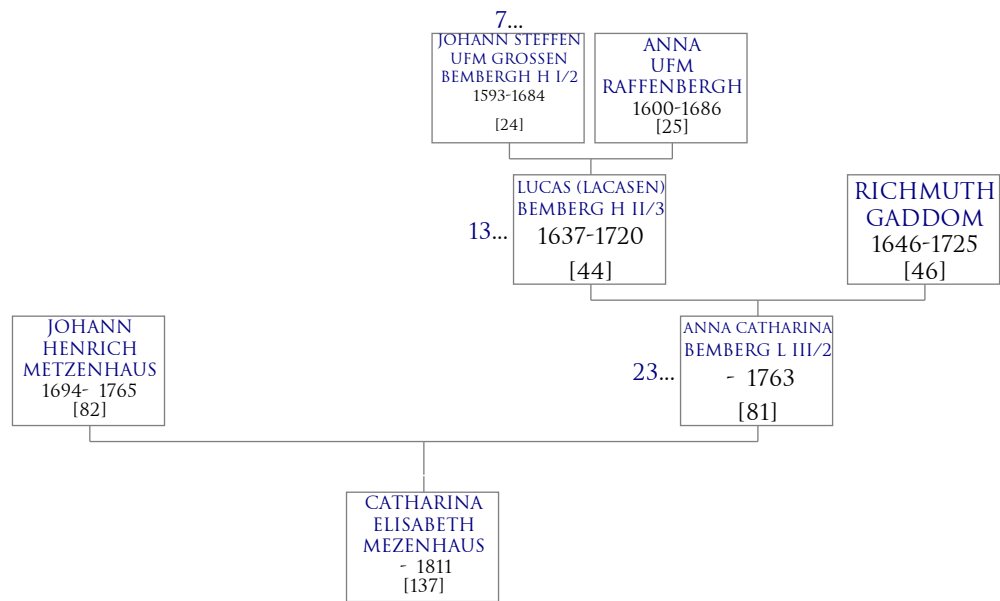 7...
JOHANN STEFFEN
UFM GROSSEN
BEMBERGH H I/2
1593-1684
[24]
ANNA
UFM
RAFFENBERGH
1600-1686
[25]
13...
LUCAS (LACASEN)
BEMBERG H II/3
1637-1720
[44]
RICHMUTH
GADDOM
1646-1725
[46]
JOHANN
HENRICH
METZENHAUS
1694- 1765
[82]
23...
ANNA CATHARINA
BEMBERG L III/2
- 1763
[81]
CATHARINA
ELISABETH
MEZENHAUS
- 1811
[137]